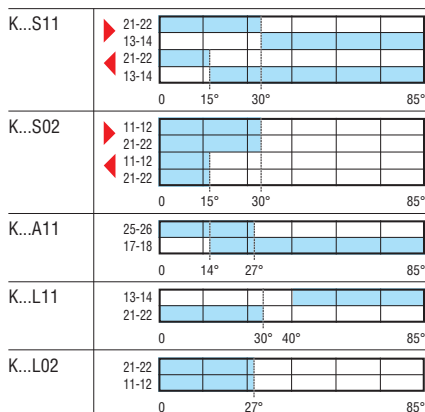 K...S11
21-22
13-14
21-22
13-14
0 15° 30° 85°
K...S02
11-12
21-22
11-12
21-22
0 15° 30° 85°
K...A11
25-26
17-18
0 14° 27° 85°
K...L11
13-14
21-22
0 30° 40° 85°
K...L02
21-22
11-12
0 27° 85°